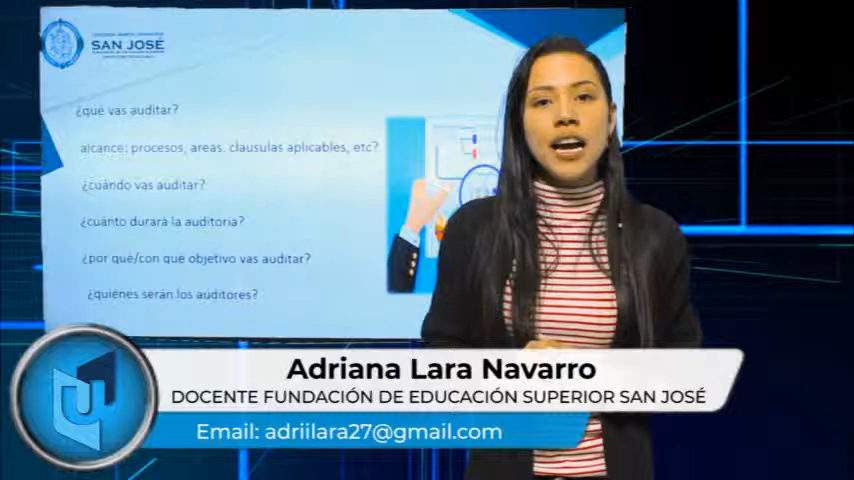 SAN JOSÉ
¿qué vas auditar?
alcance: procesos, areas. clausulas aplicables, etc?
¿cuándo vas auditar?
¿cuánto durará la auditoria?
¿por qué/con que objetivo vas auditar?
¿quiénes serán los auditores?
Adriana Lara Navarro
DOCENTE FUNDACIÓN DE EDUCACIÓN SUPERIOR SAN JOSÉ
Email: adriilara27@gmail.com